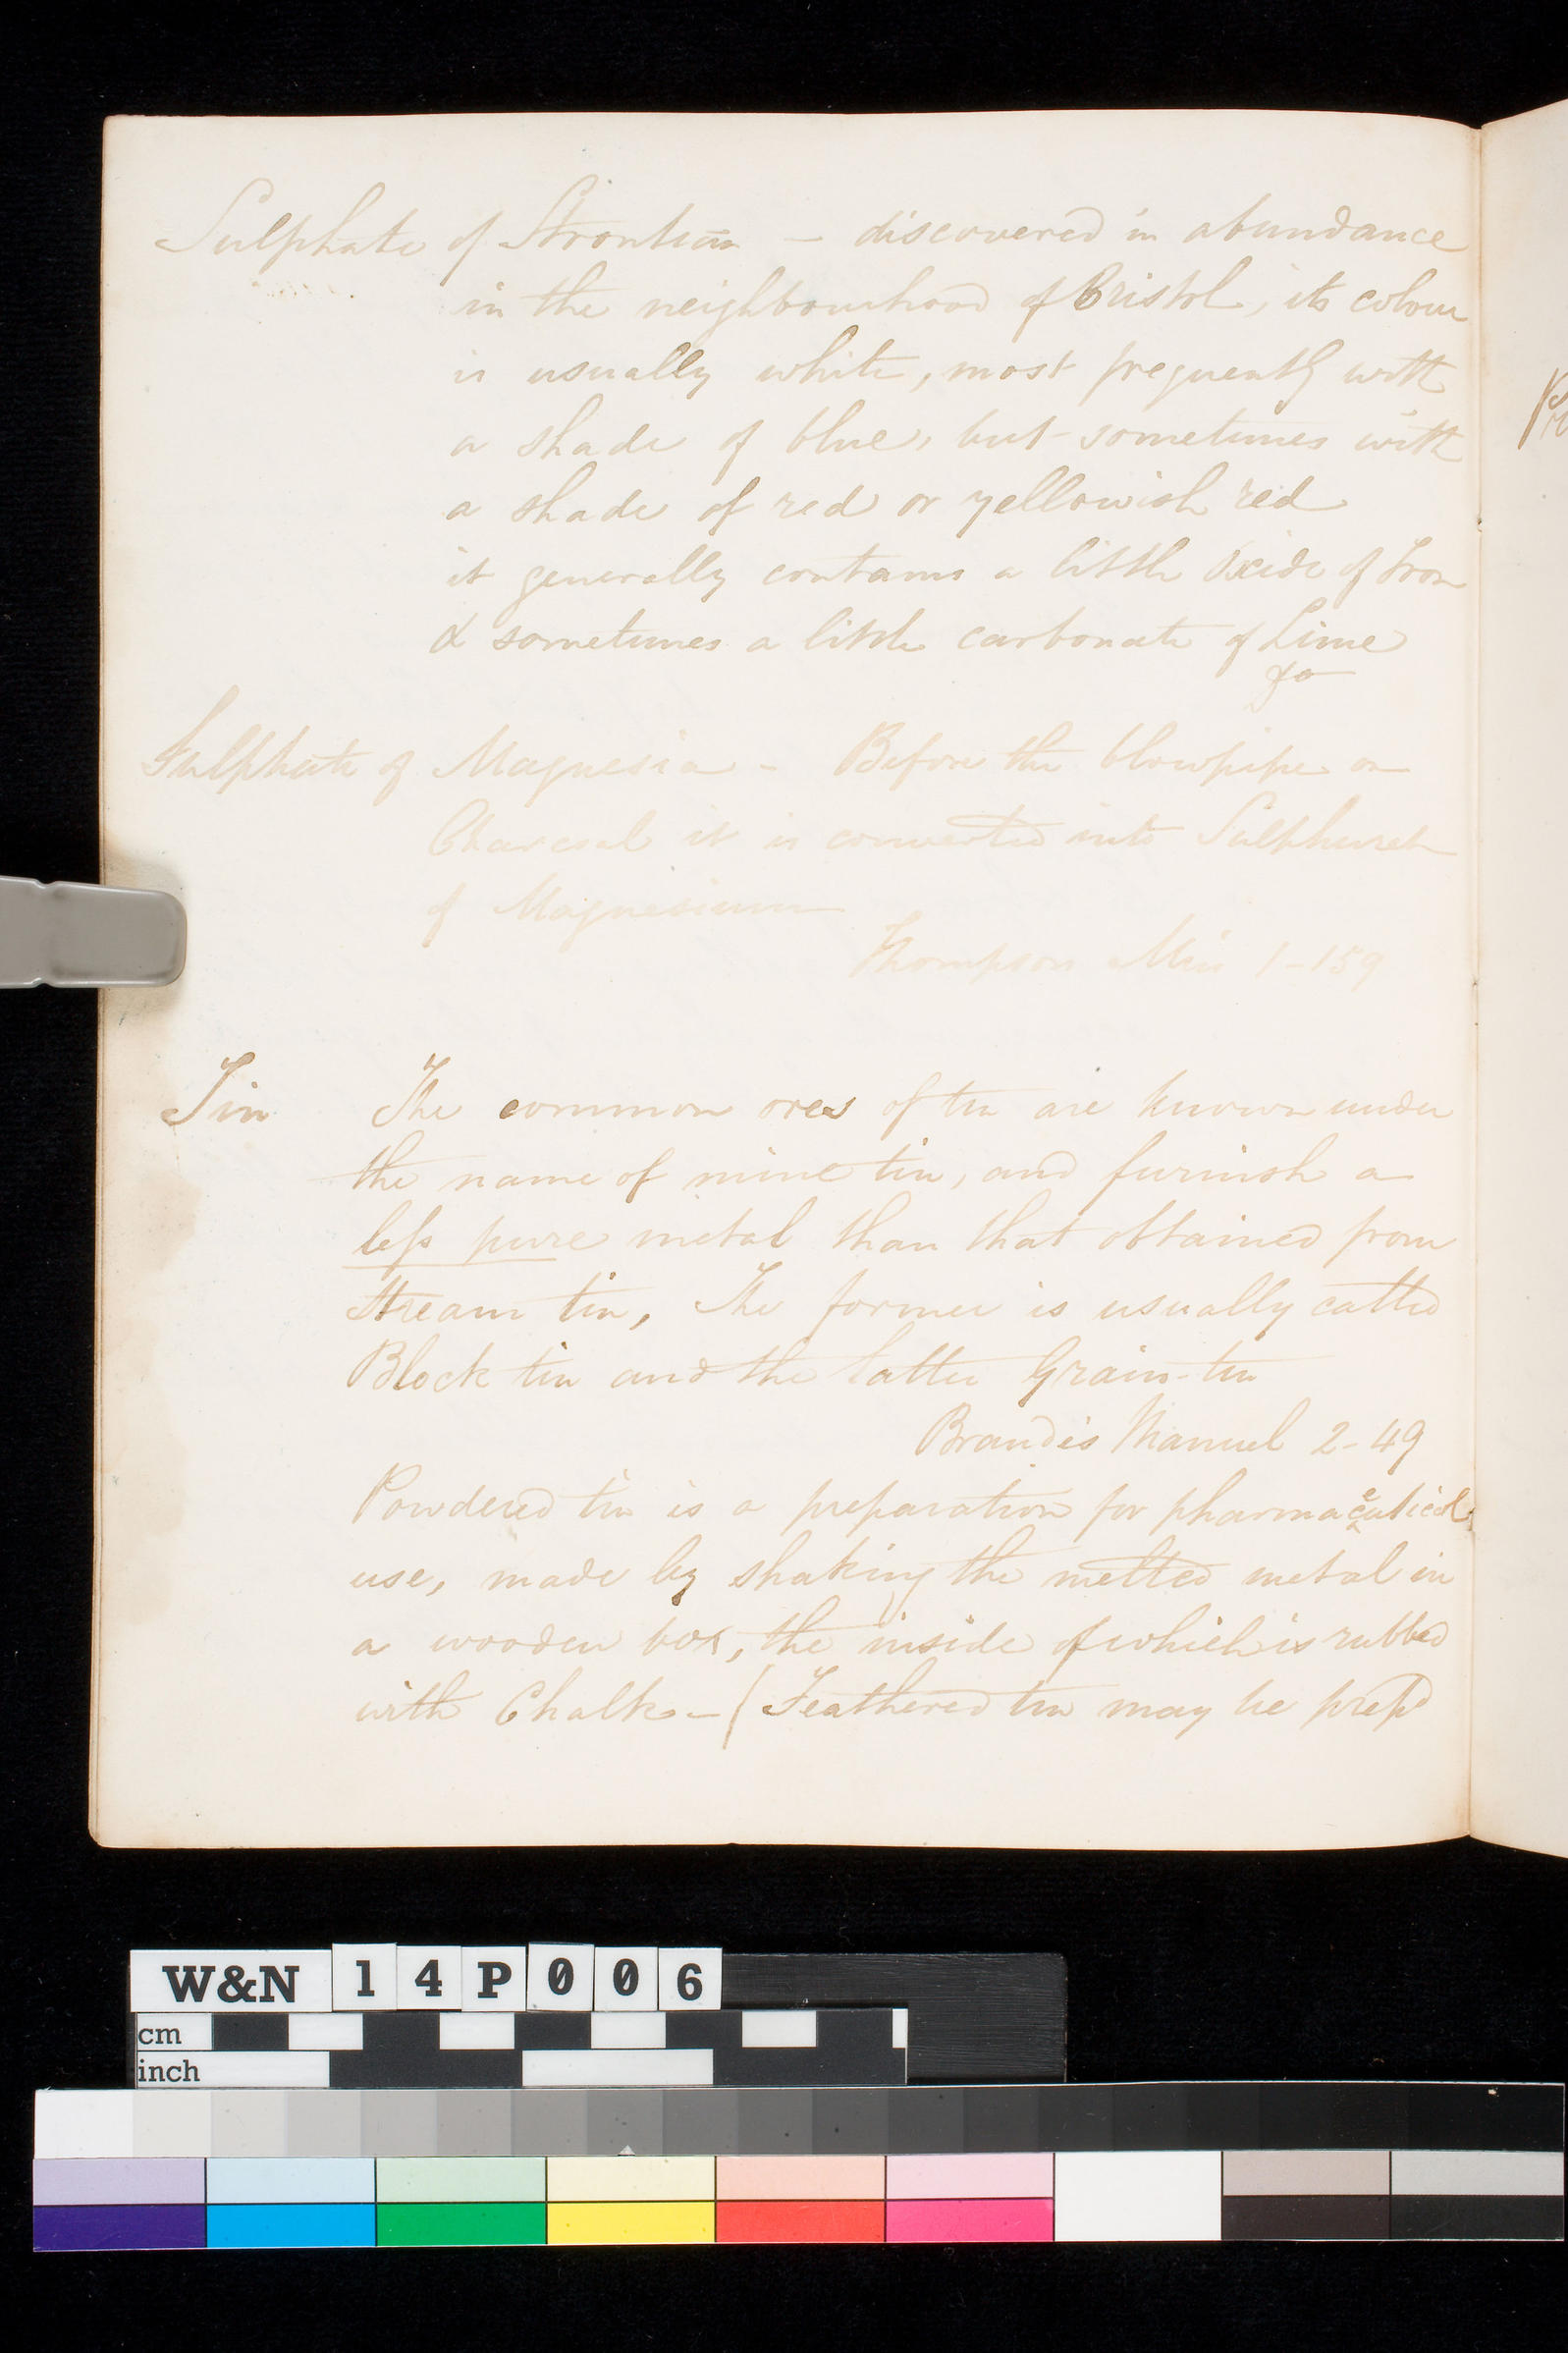 Sulphate of Strontian — discovered in abundance
in the neighbourhood of Bristol, its colour
is usually white, most frequently with
a shade of blue, but sometimes with
a shade of red or yellowish red
it generally contains a little Oxide of Iron
& sometimes a little carbonate of Lime
Sulphate of Magnesia - Before the blowpipe on
Charcoal it is converted into Sulphuret
of Magnesium
Thompson Min 1-159
Tin The common ores of tin are known under
the name of mine tin, and furnish a
less pure metal than that obtained from
Stream tin, The former is usually called
Block tin and the latter Grain-tin
Brandes Manuel 2-49
Powdered tin is a preparation for pharmaceutical
use, made by shaking the melted metal in
a wooden box, the inside of which is rubbed
with Chalk — (Feathered tin may be prepd
W&N 14P006
cm
inch